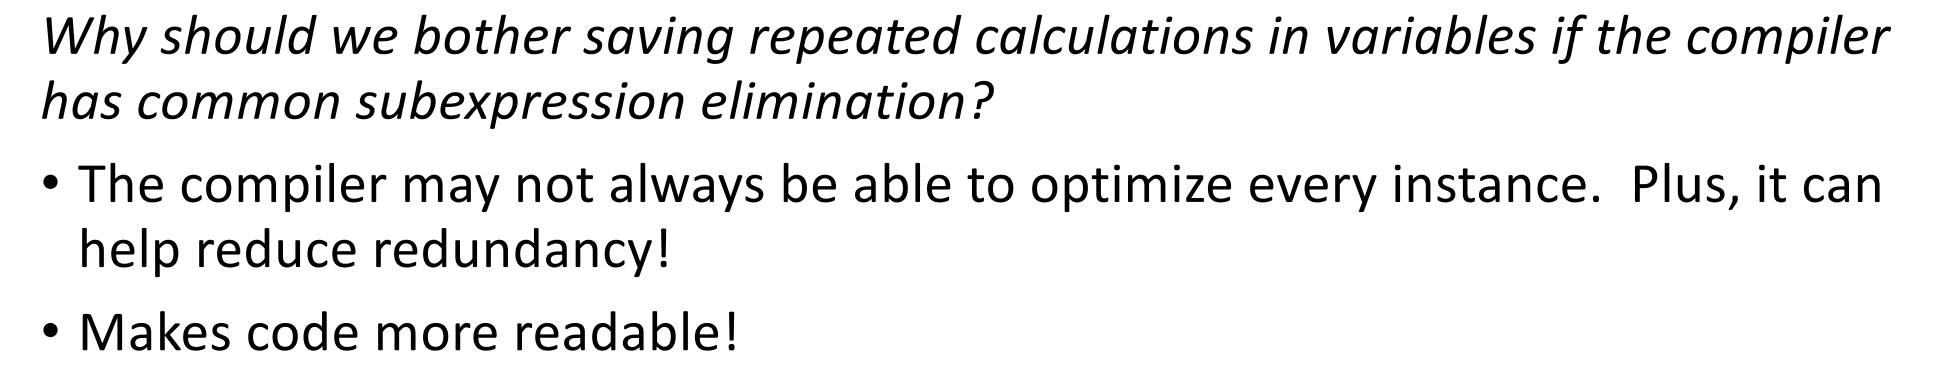 Why should we bother saving repeated calculations in variables if the compiler
has common subexpression elimination?
• The compiler may not always be able to optimize every instance.  Plus, it can
help reduce redundancy!
• Makes code more readable!